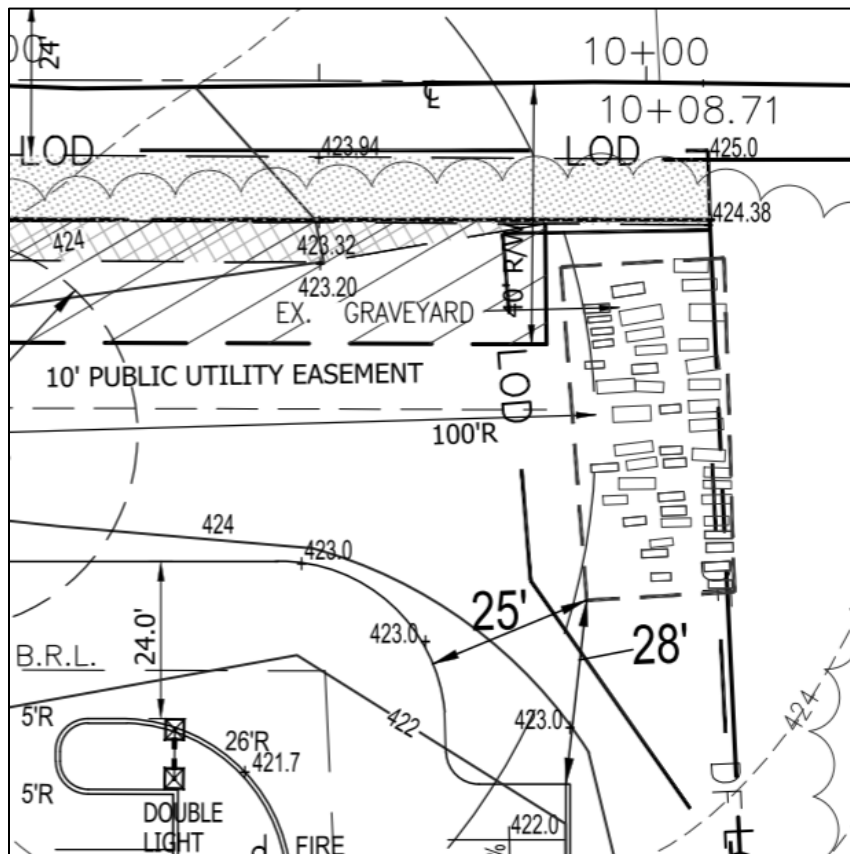 00
24'
10+00
℄
10+08.71
LOD
423.94
LOD
425.0
424.38
424
423.32
423.20
40' R/W
EX. GRAVEYARD
10' PUBLIC UTILITY EASEMENT
LOD
100'R
424
423.0
25'
24.0'
423.0
28'
B.R.L.
5'R
422
423.0
424
26'R
421.7
5'R
DOUBLE
LIGHT
422.0
FIRE
%